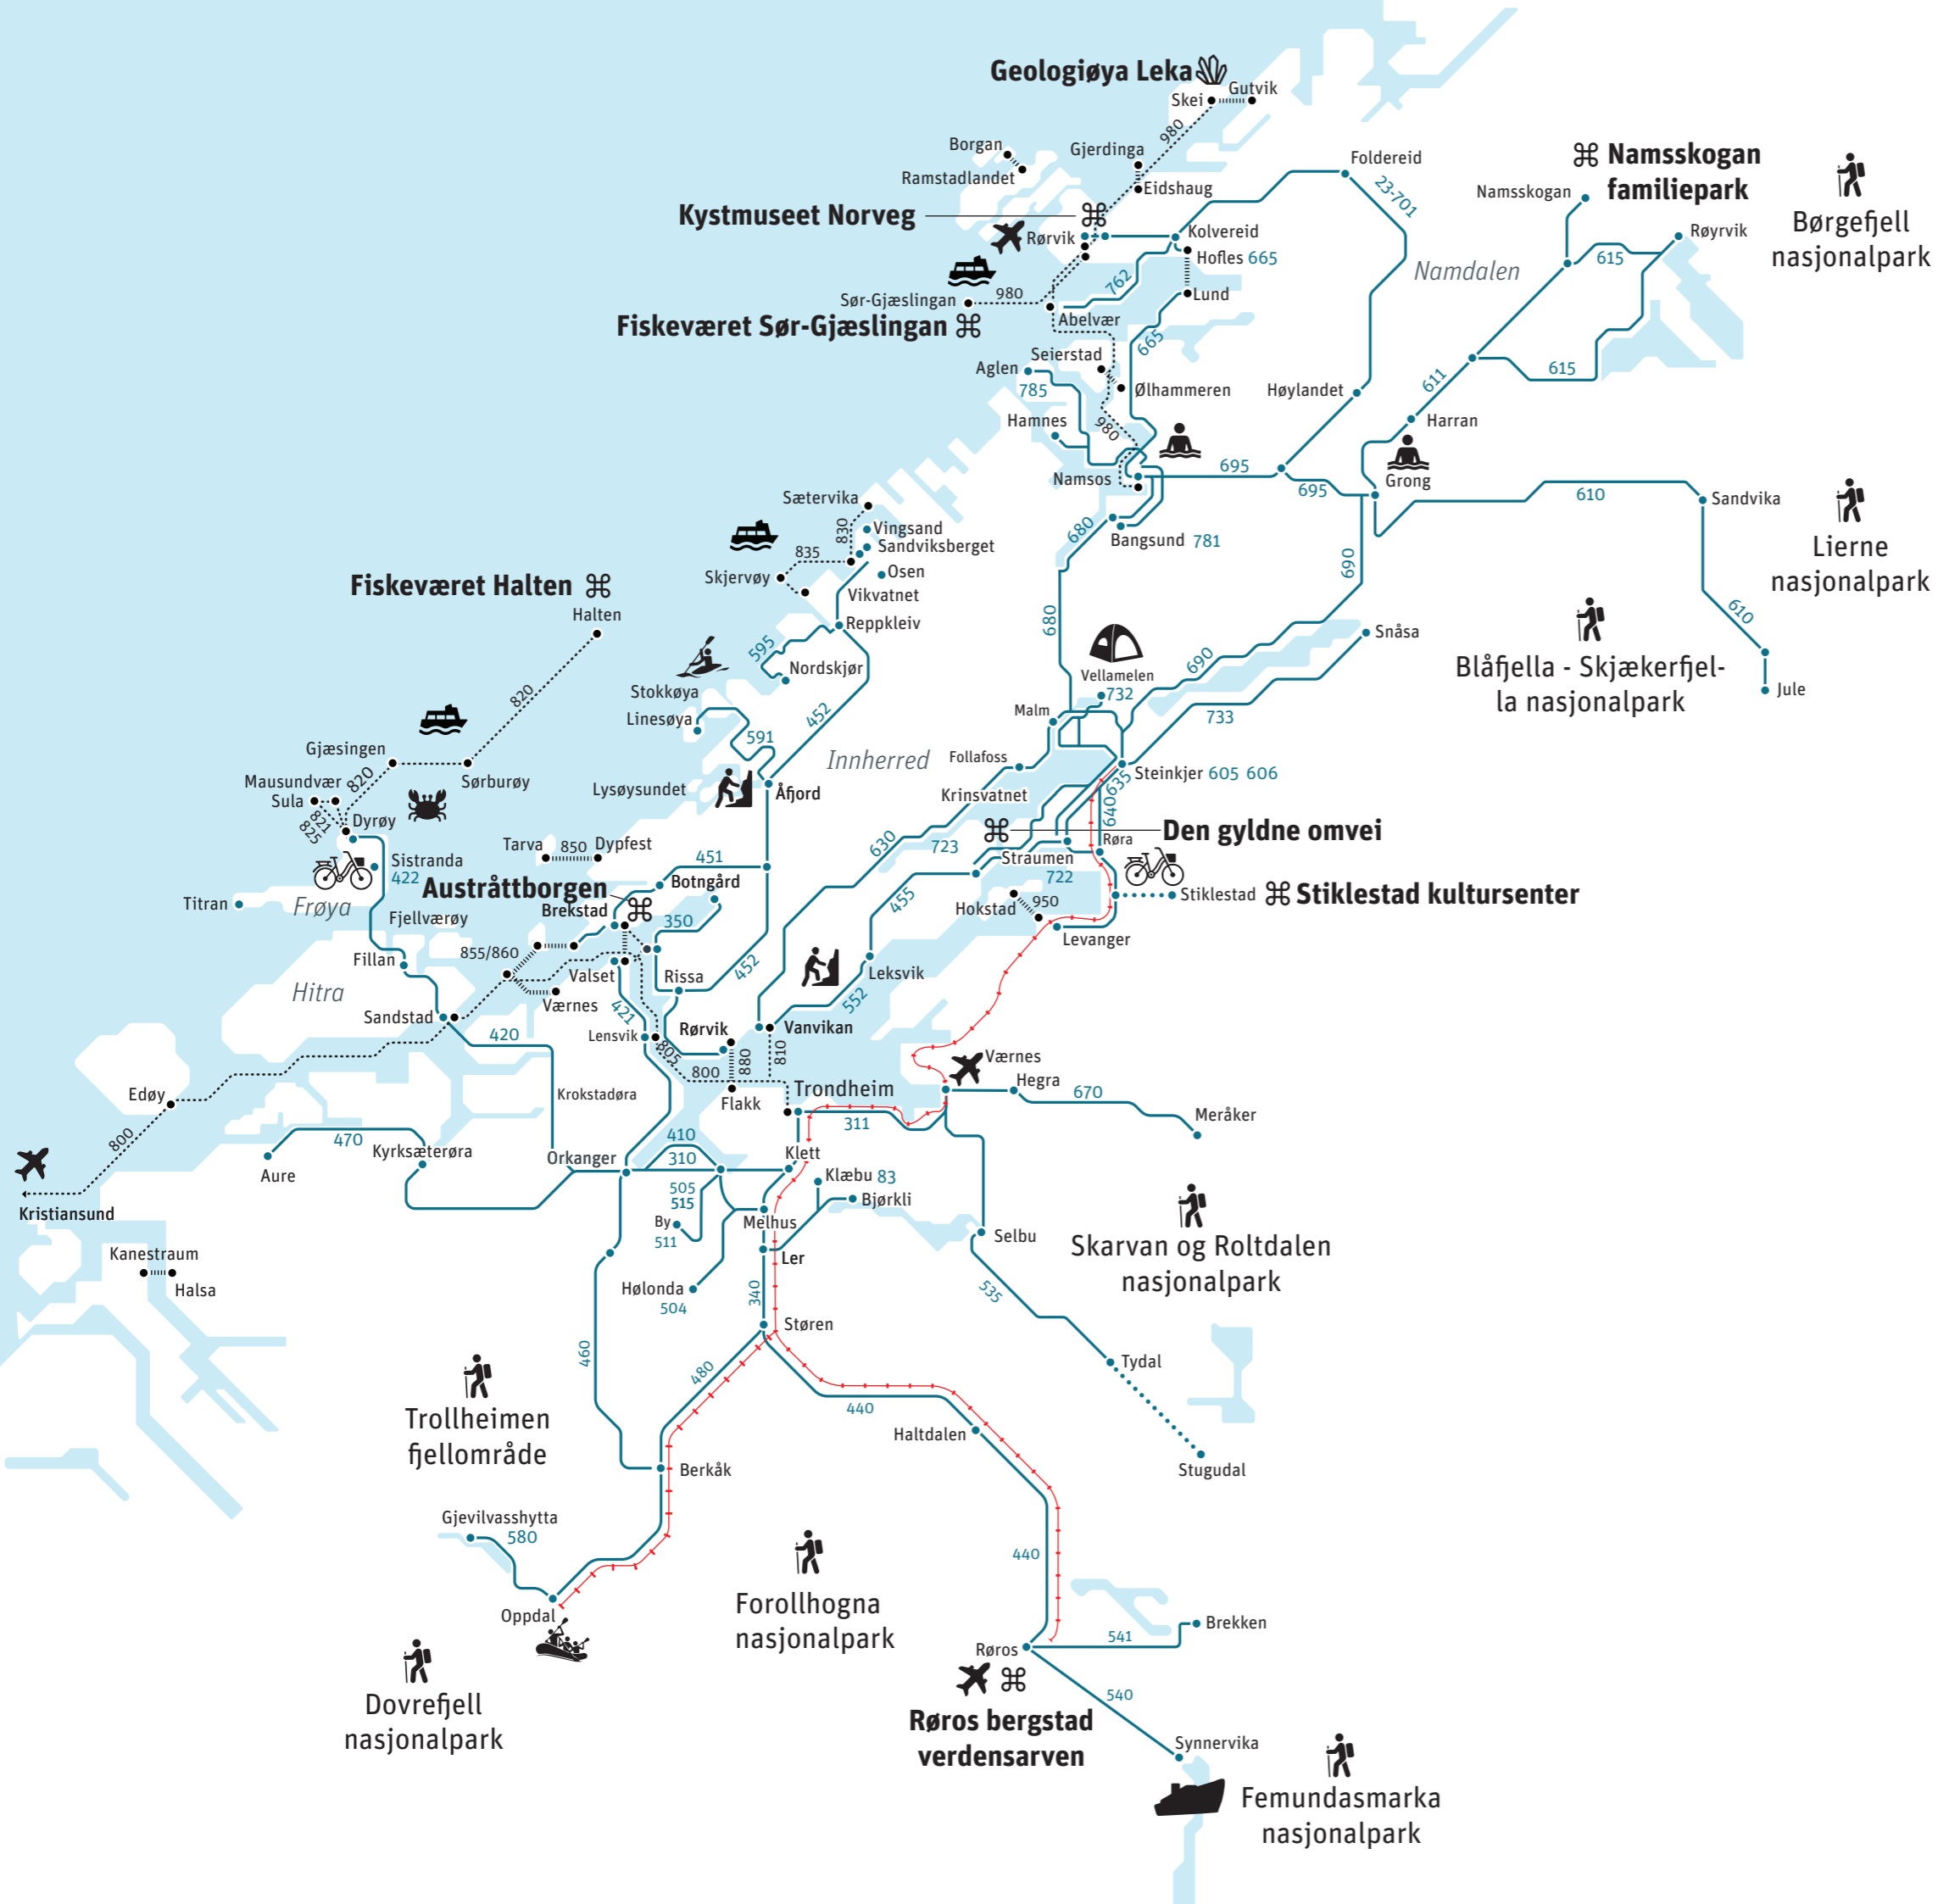 Geologiøya Leka
Gutvik
Skei
980
Borgan
Gjerdinga
Ramstadlandet
Eidshaug
Foldereid
23-701
Namsskogan
familiepark
Namsskogan
Røyrvik
Børgefjell
nasjonalpark
Kystmuseet Norveg
Rørvik
Kolvereid
Hofles 665
Namdalen
615
762
Lund
Sør-Gjæslingan
980
Fiskeværet Sør-Gjæslingan
Abelvær
665
Seierstad
Aglen
785
Ølhammeren
Høylandet
611
615
Hamnes
980
Harran
Namsos
695
695
Grong
610
Sandvika
Sætervika
830
Vingsand
Sandviksberget
835
Skjervøy
Osen
Vikvatnet
680
Bangsund 781
690
Lierne
nasjonalpark
Fiskeværet Halten
Halten
Reppkleiv
595
Nordskjør
680
610
Snåsa
Blåfjella - Skjækerfjel-
la nasjonalpark
Jule
Stokkøya
Linesøya
820
452
591
Vellamelen
732
690
Malm
733
Gjæsingen
Innherred
Follafoss
Mausundvær
820
Sørburøy
Lysøysundet
Åfjord
Krinsvatnet
Steinkjer 605 606
635
Sula
821
825
Dyrøy
640
Den gyldne omvei
Tarva
850
Dypfest
630
723
Røra
Straumen
722
Sistranda
422
451
Botngård
Austråttborgen
Titran
Frøya
Fjellværøy
Brekstad
350
455
Hokstad
950
Stiklestad
Stiklestad kultursenter
Levanger
855/860
Fillan
Valset
Rissa
452
Leksvik
Hitra
Værnes
552
Sandstad
421
420
Lensvik
Rørvik
Vanvikan
805
880
810
Værnes
800
Hegra
670
Edøy
Krokstadøra
Flakk
Trondheim
Meråker
800
470
311
410
Kyrksæterøra
Orkanger
310
Klett
Aure
Klæbu 83
505
515
Bjørkli
Kristiansund
By
511
Melhus
Selbu
Skarvan og Roltdalen
nasjonalpark
Kanestraum
Ler
Halsa
Hølonda
504
340
535
Støren
460
480
Tydal
Trollheimen
fjellområde
440
Haltdalen
Berkåk
Stugudal
Gjevilvasshytta
580
440
Forollhogna
nasjonalpark
Oppdal
541
Brekken
Røros
Dovrefjell
nasjonalpark
540
Røros bergstad
verdensarven
Synnervika
Femundasmarka
nasjonalpark